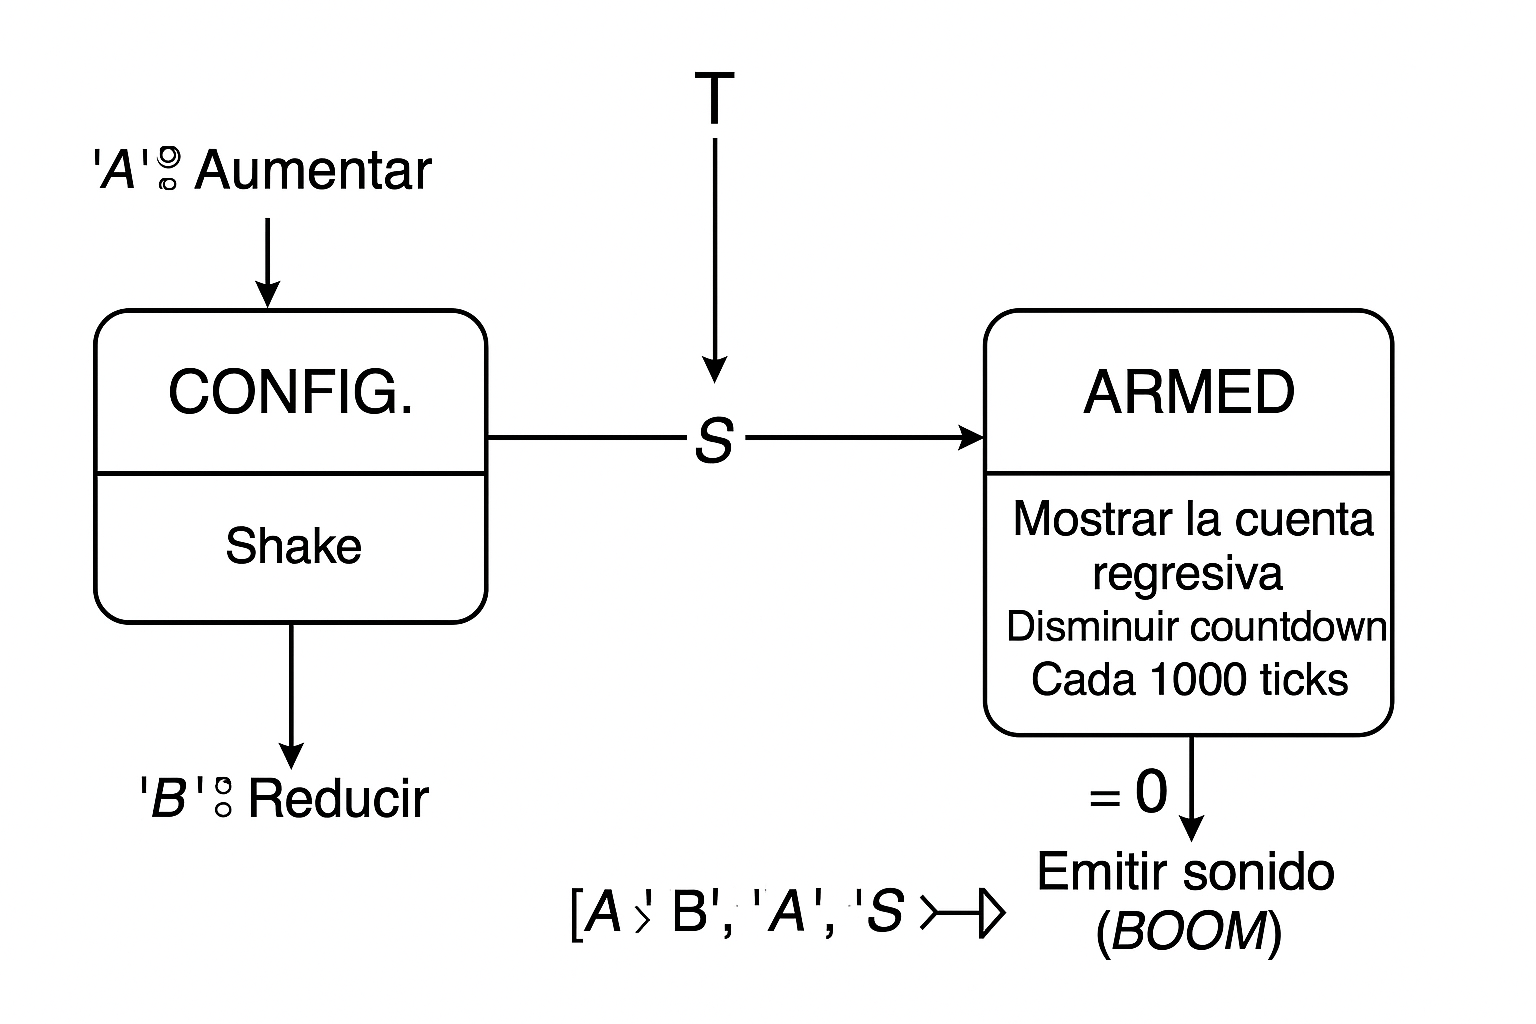 T
'A': Aumentar
CONFIG.
Shake
'B': Reducir
S
ARMED
Mostrar la cuenta
regresiva
Disminuir countdown
Cada 1000 ticks
= 0
Emitir sonido
(BOOM)
[A›' B', 'A', 'S